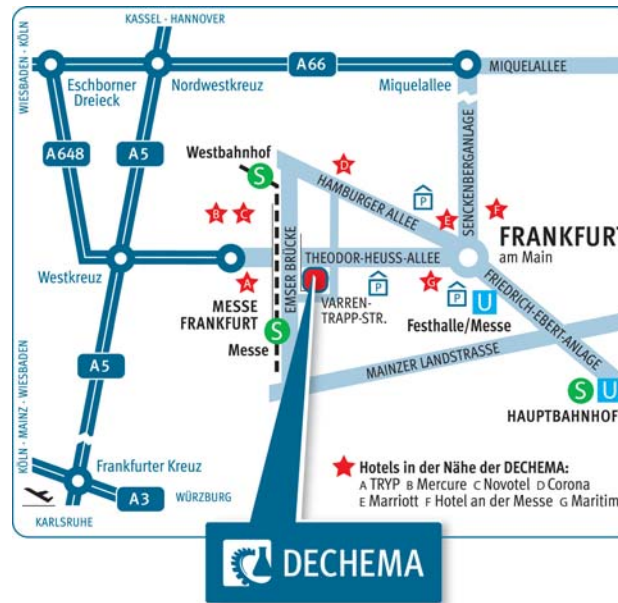 KASSEL - HANNOVER
WIESBADEN - KÖLN
A66
MIQUELALLEE
Eschborner
Dreieck
Nordwestkreuz
Miquelallee
A648
A5
Westbahnhof
S
D
HAMBURGER ALLEE
SENCKENBERGANLAGE
P
B
C
E
F
FRANKFURT
am Main
THEODOR-HEUSS-ALLEE
Westkreuz
A
EMSER BRÜCKE
G
P
P
U
FRIEDRICH-EBERT-ANLAGE
MESSE
FRANKFURT
VARREN-
TRAPP-STR.
Festhalle/Messe
S
Messe
MAINZER LANDSTRASSE
A5
S
U
HAUPTBAHNHOF
KÖLN - MAINZ - WIESBADEN
Frankfurter Kreuz
A3
WÜRZBURG
KARLSRUHE
Hotels in der Nähe der DECHEMA:
A TRYP B Mercure C Novotel D Corona
E Marriott F Hotel an der Messe G Maritim
DECHEMA